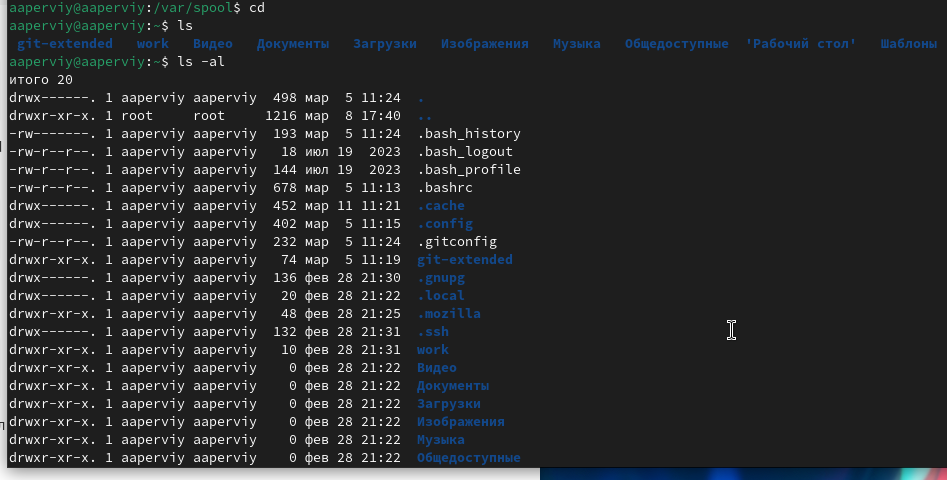 aaperviy@aaperviy:/var/spool$ cd
aaperviy@aaperviy:~$ ls
git-extended work Видео Документы Загрузки Изображения Музыка Общедоступные 'Рабочий стол' Шаблоны
aaperviy@aaperviy:~$ ls -al
итого 20
drwx------. 1 aaperviy aaperviy 498 мар 5 11:24 .
drwxr-xr-x. 1 root root 1216 мар 8 17:40 ..
-rw-------. 1 aaperviy aaperviy 193 мар 5 11:24 .bash_history
-rw-r--r--. 1 aaperviy aaperviy 18 июл 19 2023 .bash_logout
-rw-r--r--. 1 aaperviy aaperviy 144 июл 19 2023 .bash_profile
-rw-r--r--. 1 aaperviy aaperviy 678 мар 5 11:13 .bashrc
drwx------. 1 aaperviy aaperviy 452 мар 11 11:21 .cache
drwx------. 1 aaperviy aaperviy 402 мар 5 11:15 .config
-rw-r--r--. 1 aaperviy aaperviy 232 мар 5 11:24 .gitconfig
drwxr-xr-x. 1 aaperviy aaperviy 74 мар 5 11:19 git-extended
drwx------. 1 aaperviy aaperviy 136 фев 28 21:30 .gnupg
drwx------. 1 aaperviy aaperviy 20 фев 28 21:22 .local
drwxr-xr-x. 1 aaperviy aaperviy 48 фев 28 21:25 .mozilla
drwx------. 1 aaperviy aaperviy 132 фев 28 21:31 .ssh
drwxr-xr-x. 1 aaperviy aaperviy 10 фев 28 21:31 work
drwxr-xr-x. 1 aaperviy aaperviy 0 фев 28 21:22 Видео
drwxr-xr-x. 1 aaperviy aaperviy 0 фев 28 21:22 Документы
drwxr-xr-x. 1 aaperviy aaperviy 0 фев 28 21:22 Загрузки
drwxr-xr-x. 1 aaperviy aaperviy 0 фев 28 21:22 Изображения
drwxr-xr-x. 1 aaperviy aaperviy 0 фев 28 21:22 Музыка
drwxr-xr-x. 1 aaperviy aaperviy 0 фев 28 21:22 Общедоступные